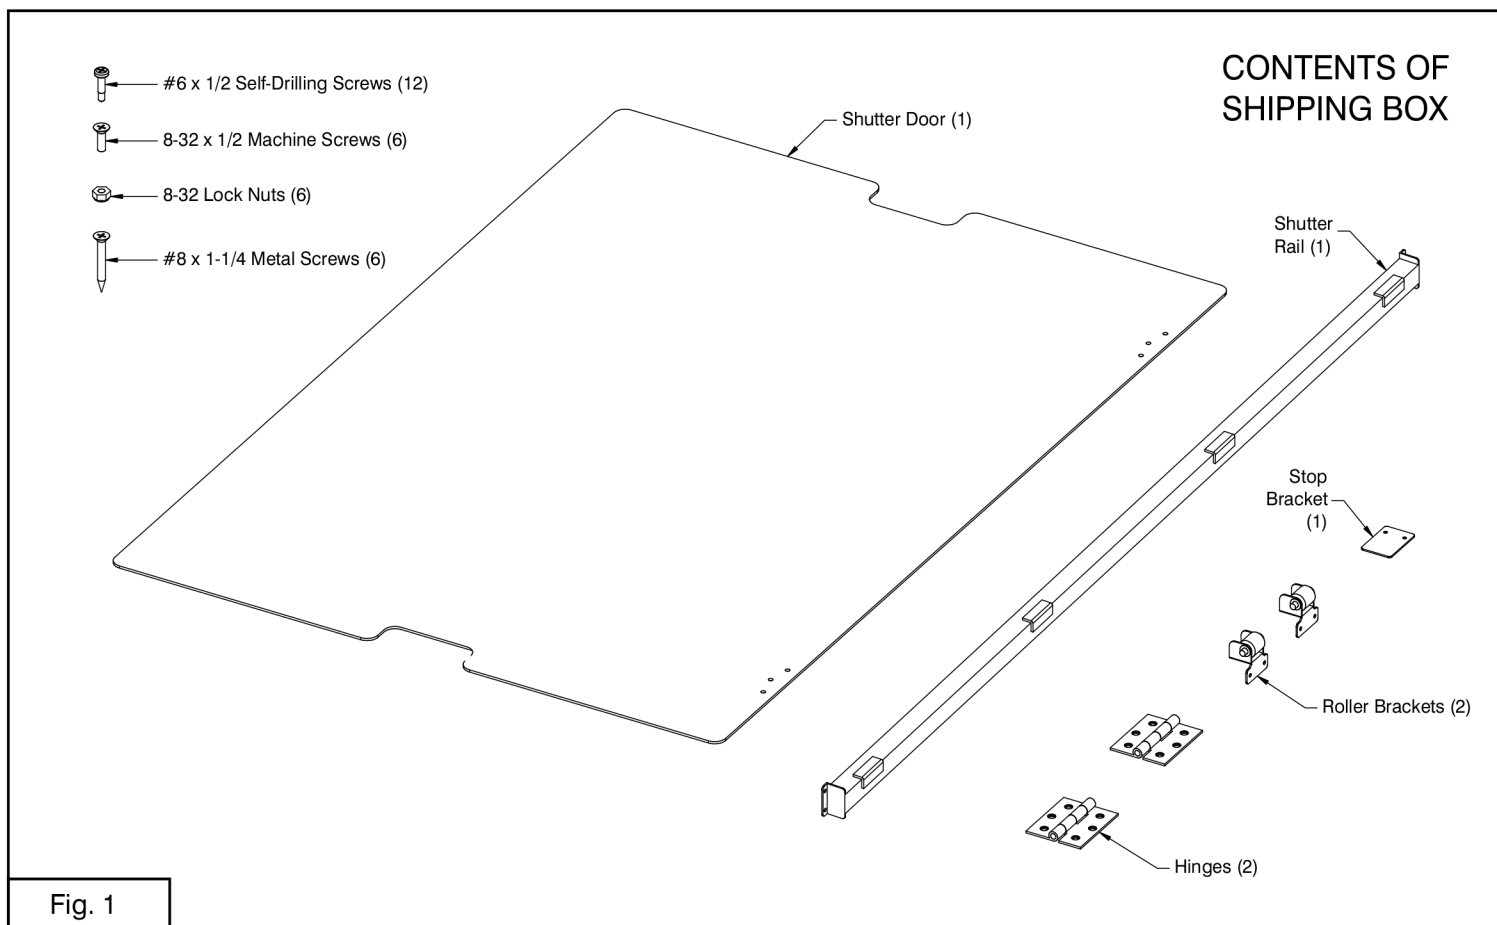 CONTENTS OF
SHIPPING BOX
#6 x 1/2 Self-Drilling Screws (12)
8-32 x 1/2 Machine Screws (6)
8-32 Lock Nuts (6)
#8 x 1-1/4 Metal Screws (6)
Shutter Door (1)
Shutter
Rail (1)
Stop
Bracket
(1)
Roller Brackets (2)
Hinges (2)
Fig. 1